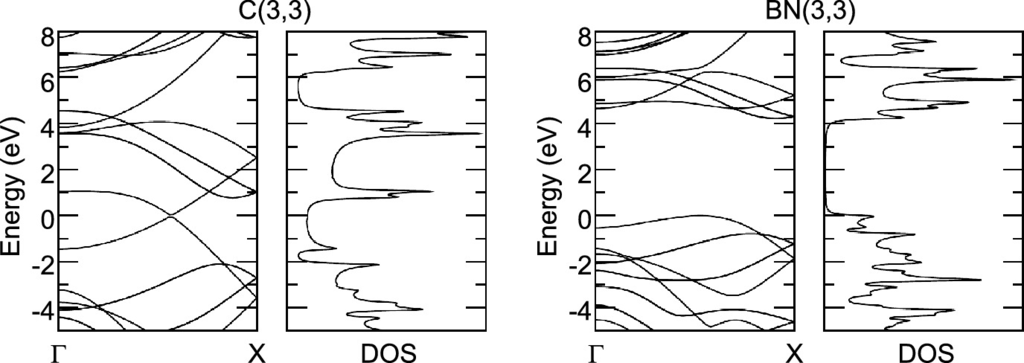 C(3,3)
BN(3,3)
Energy (eV)
8
6
4
2
0
-2
-4
Γ
X
DOS
Energy (eV)
8
6
4
2
0
-2
-4
Γ
X
DOS